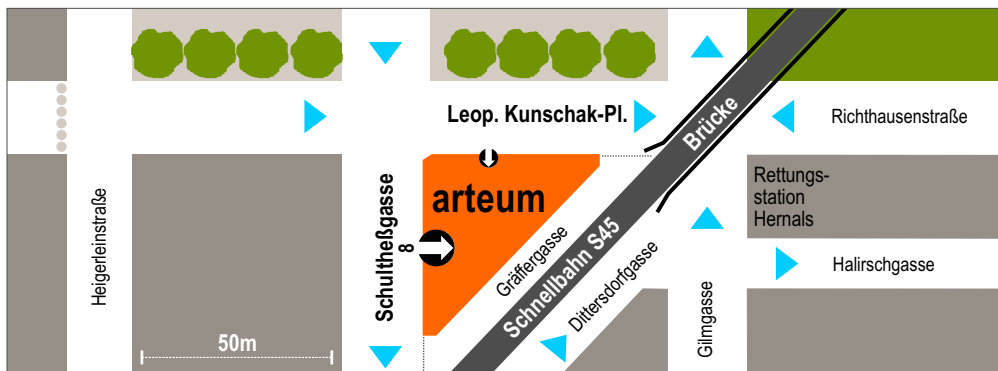 Leop. Kunschak-Pl.
Brücke
Richthausenstraße
Rettungs-
station
Hernals
arteum
8
Heigerleinstraße
Schultheßgasse
Gräffergasse
Schnellbahn S45
Dittersdorfgasse
Gilmgasse
Halirschgasse
50m